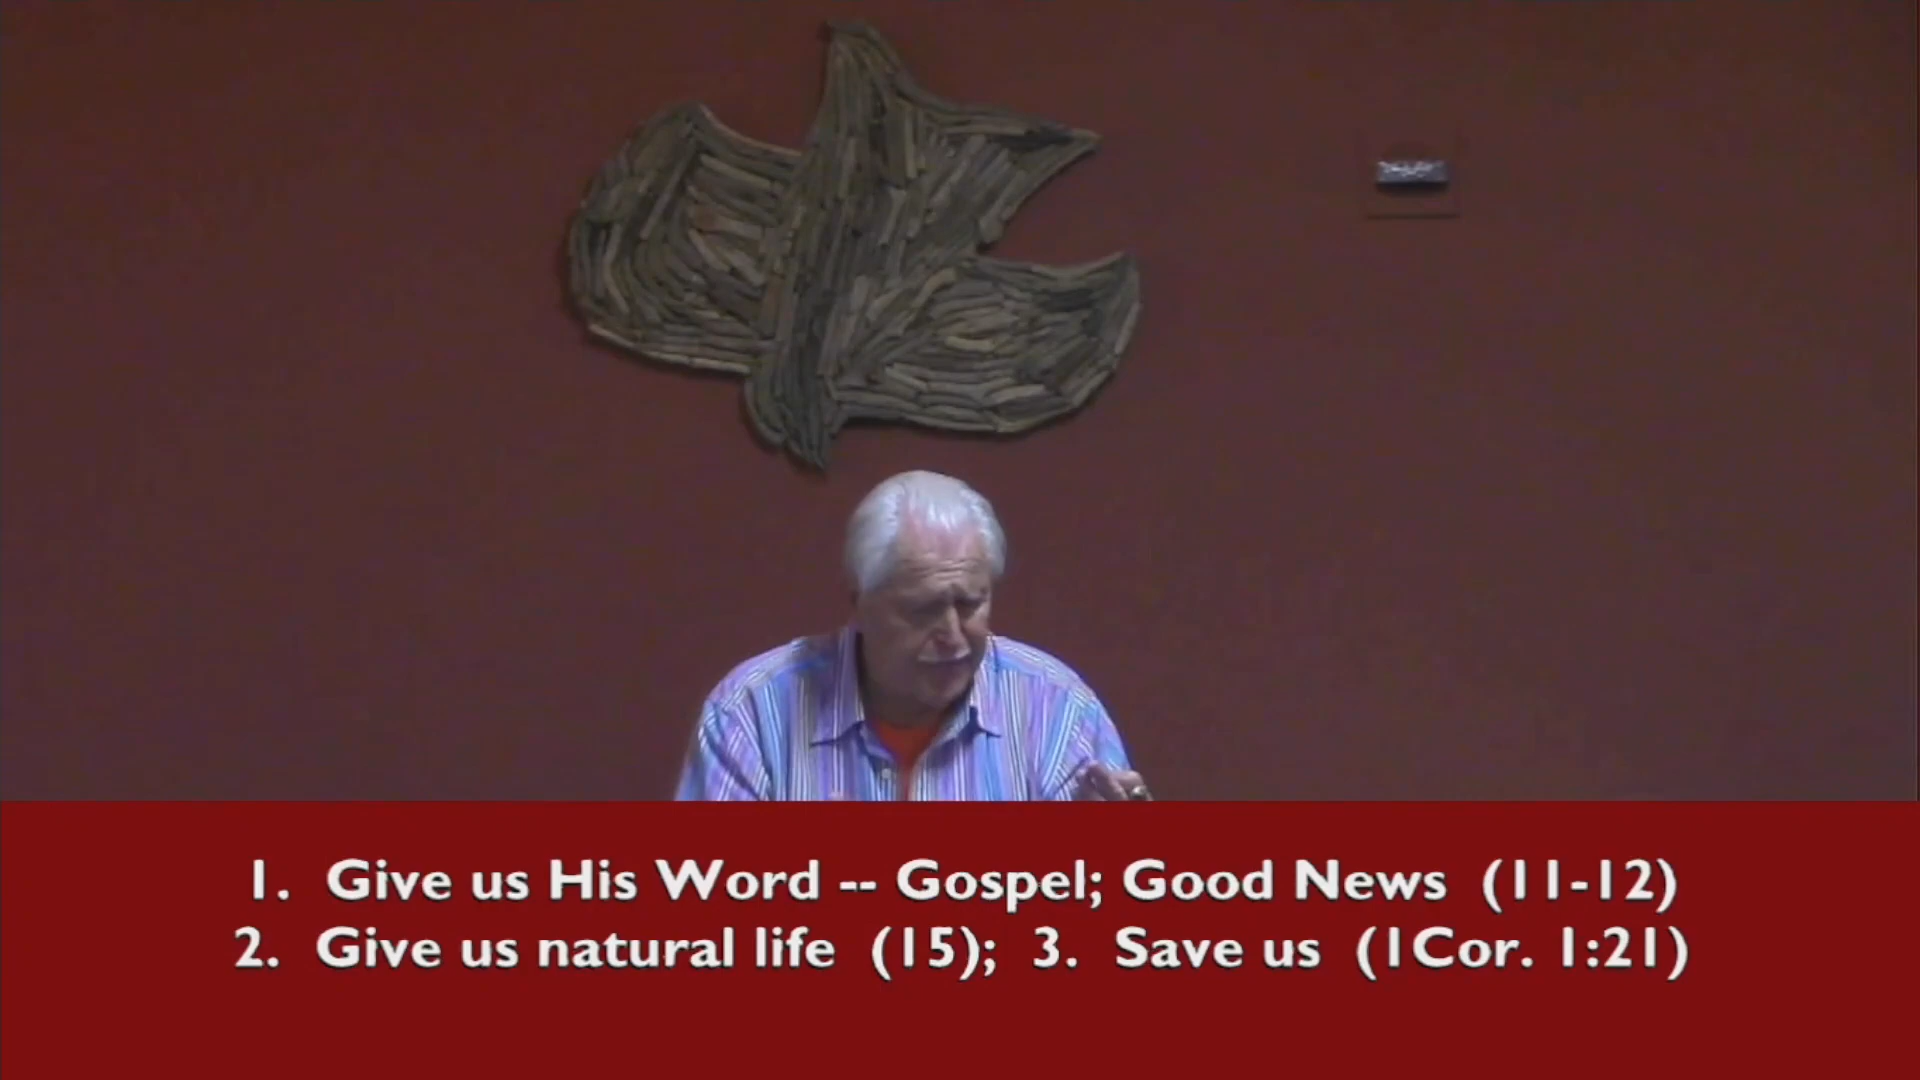 1. Give us His Word -- Gospel; Good News (11-12)
2. Give us natural life (15); 3. Save us (1Cor. 1:21)